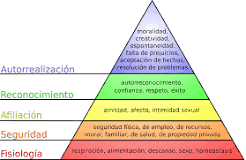 moralidad,
creatividad,
espontaneidad,
falta de prejuicios,
aceptación de hechos,
resolución de problemas
Autorrealización
autoreconocimiento,
confianza, respeto, éxito
Reconocimiento
amistad, afecto, intimidad sexual
Afiliación
seguridad física, de empleo, de recursos,
moral, familiar, de salud, de propiedad privada
Seguridad
respiración, alimentación, descanso, sexo, homeostasis
Fisiología